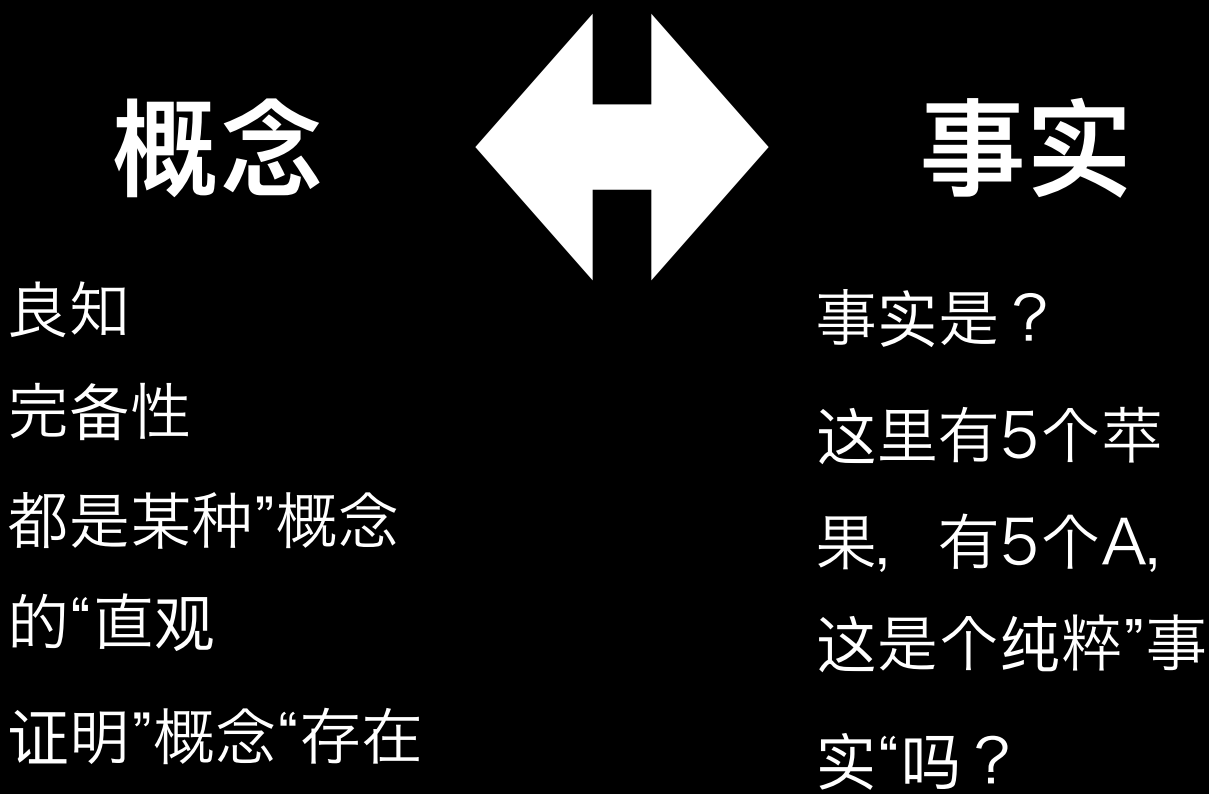 概念
事实
良知
完备性
都是某种”概念
的“直观
证明”概念“存在
事实是？
这里有5个苹
果，有5个A，
这是个纯粹”事
实“吗？